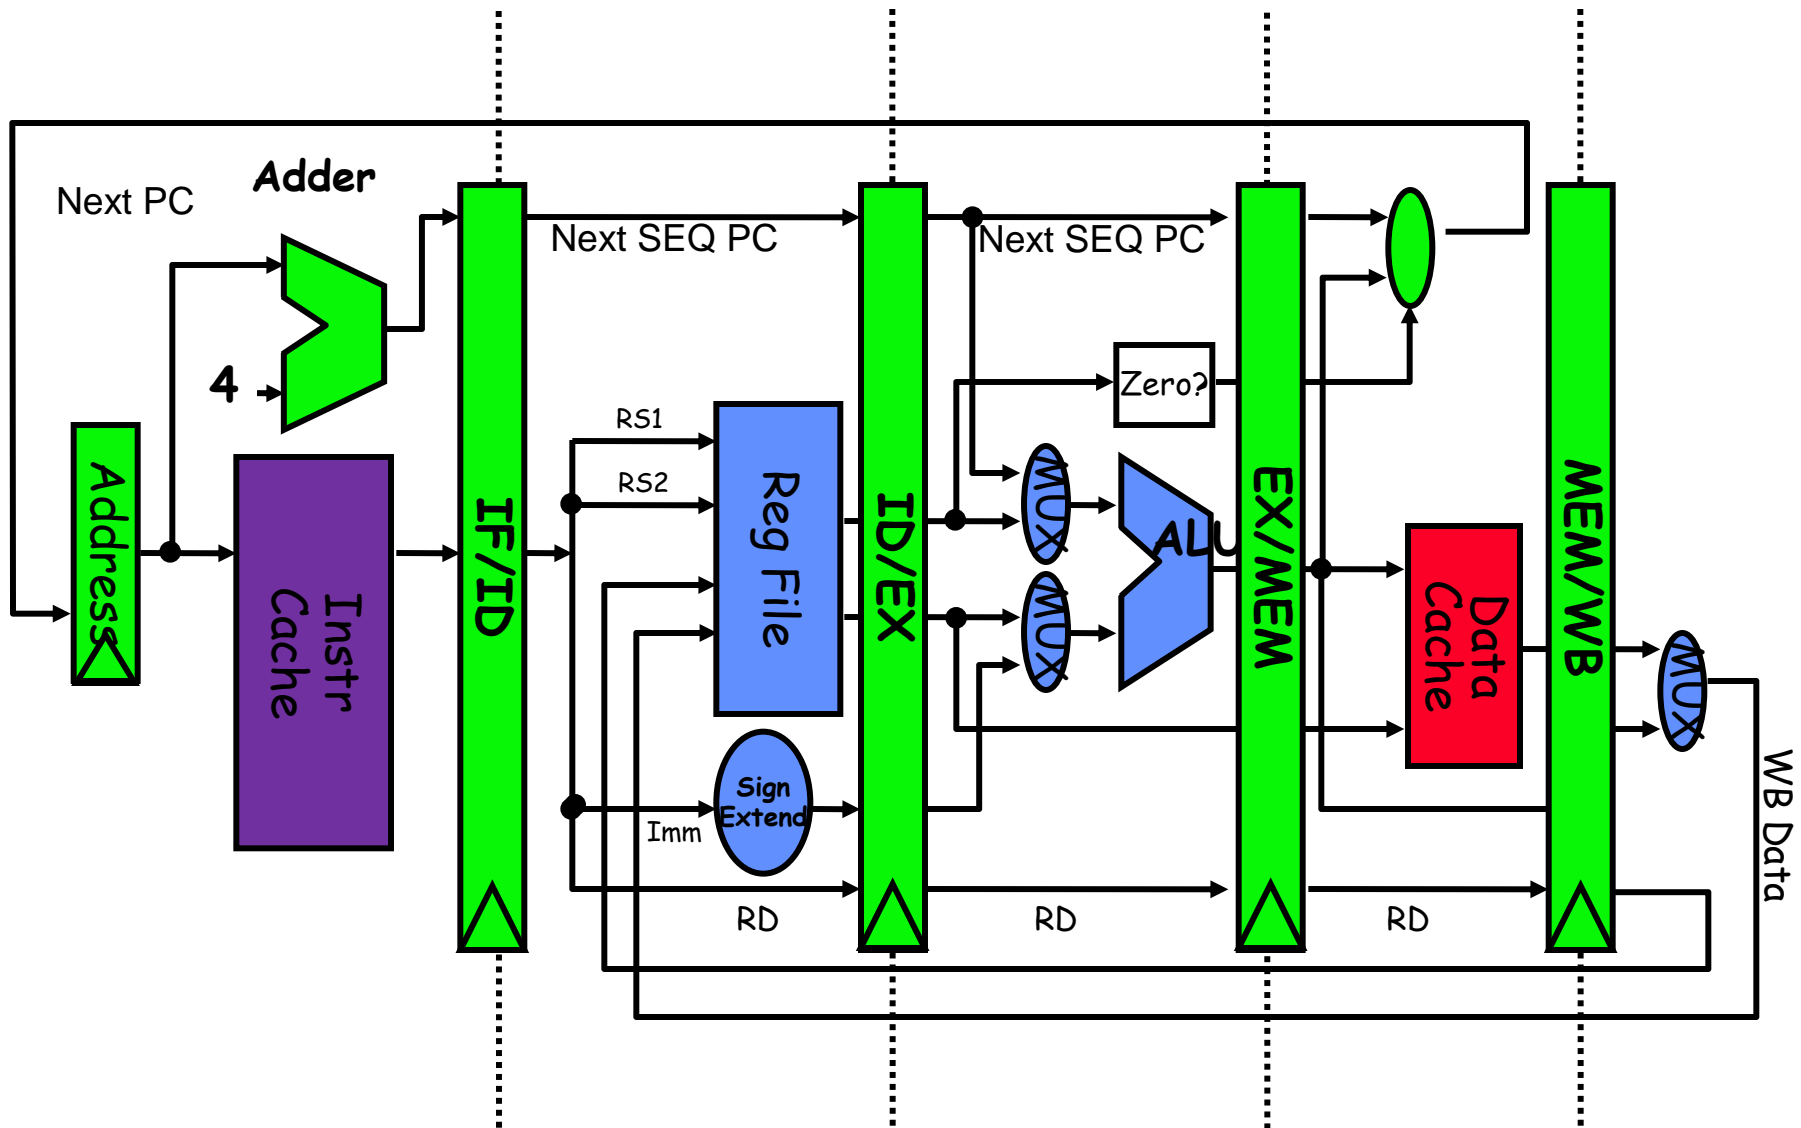 Adder
Next PC
Next SEQ PC
Next SEQ PC
4
Zero?
RS1
RS2
Address
Instr
Cache
IF/ID
Reg File
ID/EX
MUX
MUX
ALU
EX/MEM
Data
Cache
MEM/WB
MUX
Sign
Extend
Imm
WB Data
RD
RD
RD